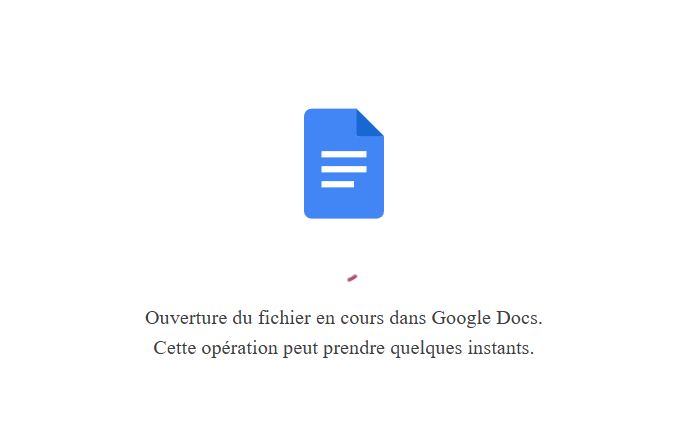 Ouverture du fichier en cours dans Google Docs.
Cette opération peut prendre quelques instants.